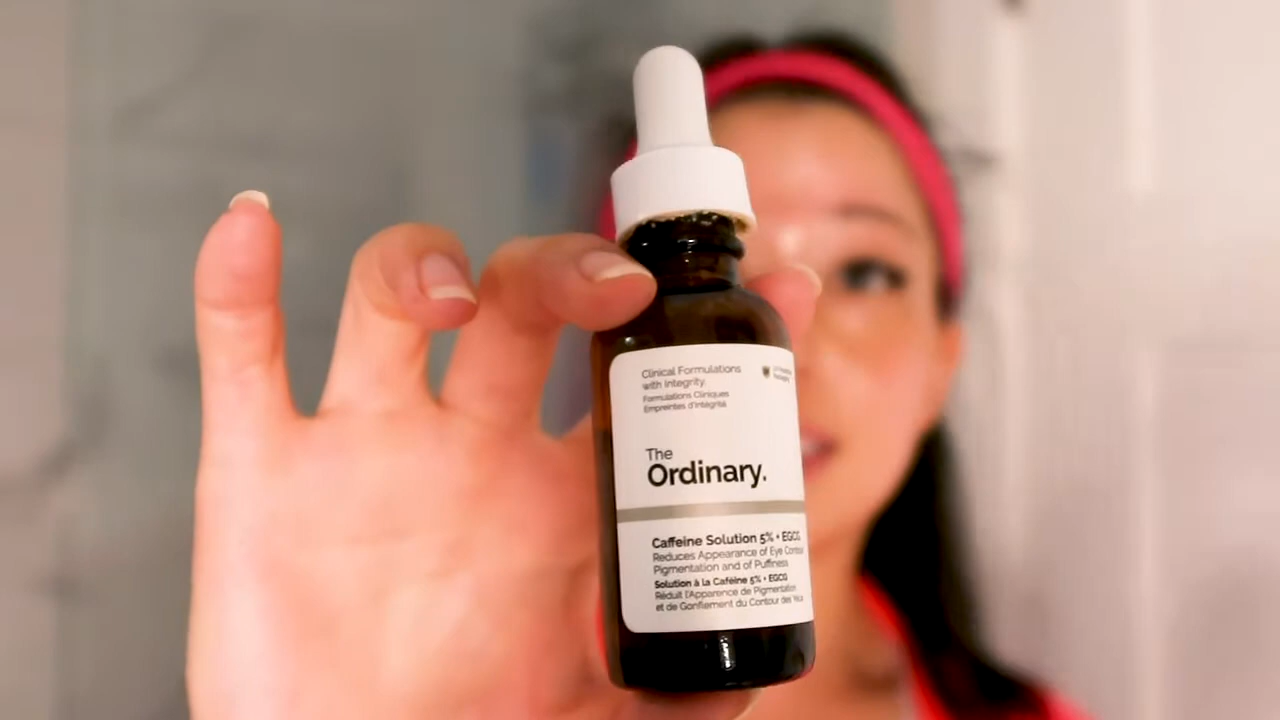 Clinical Formulations
with Integrity.
Formulations Cliniques
Empreintes d'intégrité
The
Ordinary.
Caffeine Solution 5% + EGCG
Reduces Appearance of Eye Contou
Pigmentation and of Puffiness
Solution à la Caféine 5% + EGCG
Réduit l'Apparence de Pigmentation
et de Gonflement du Contour des Yeux